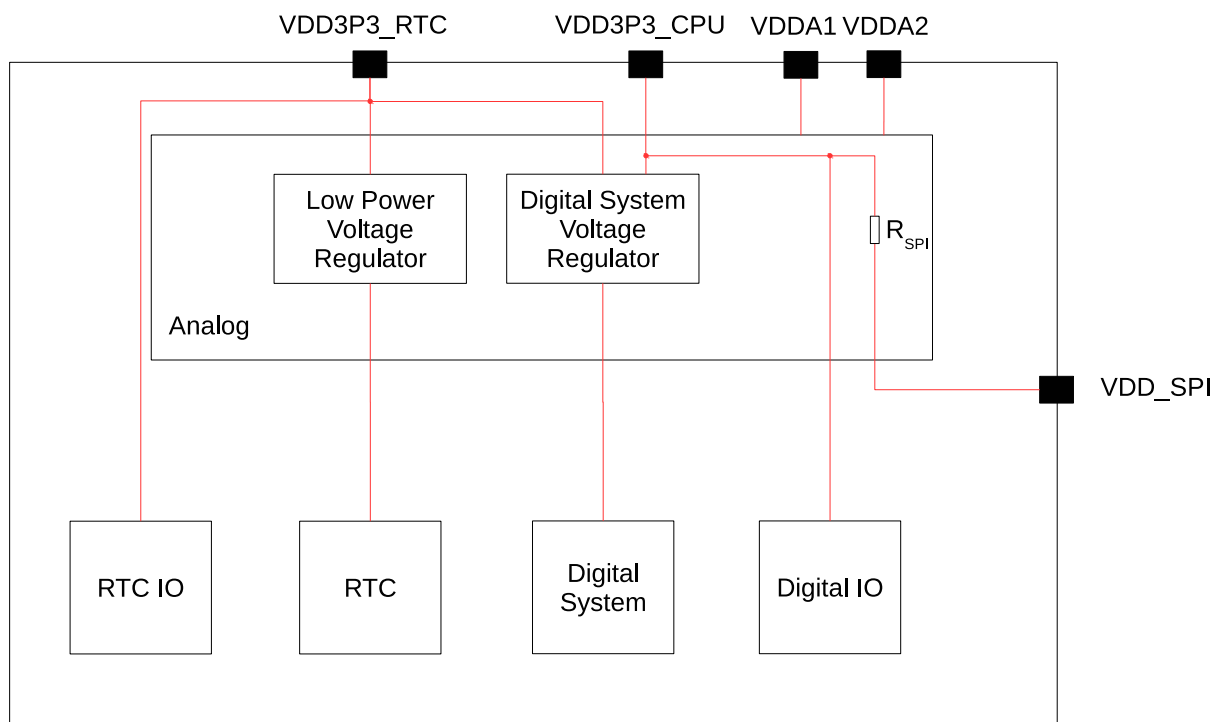 VDD3P3_RTC
VDD3P3_CPU
VDDA1
VDDA2
Low Power
Voltage
Regulator
Digital System
Voltage
Regulator
RSPI
Analog
VDD_SPI
RTC IO
RTC
Digital
System
Digital IO